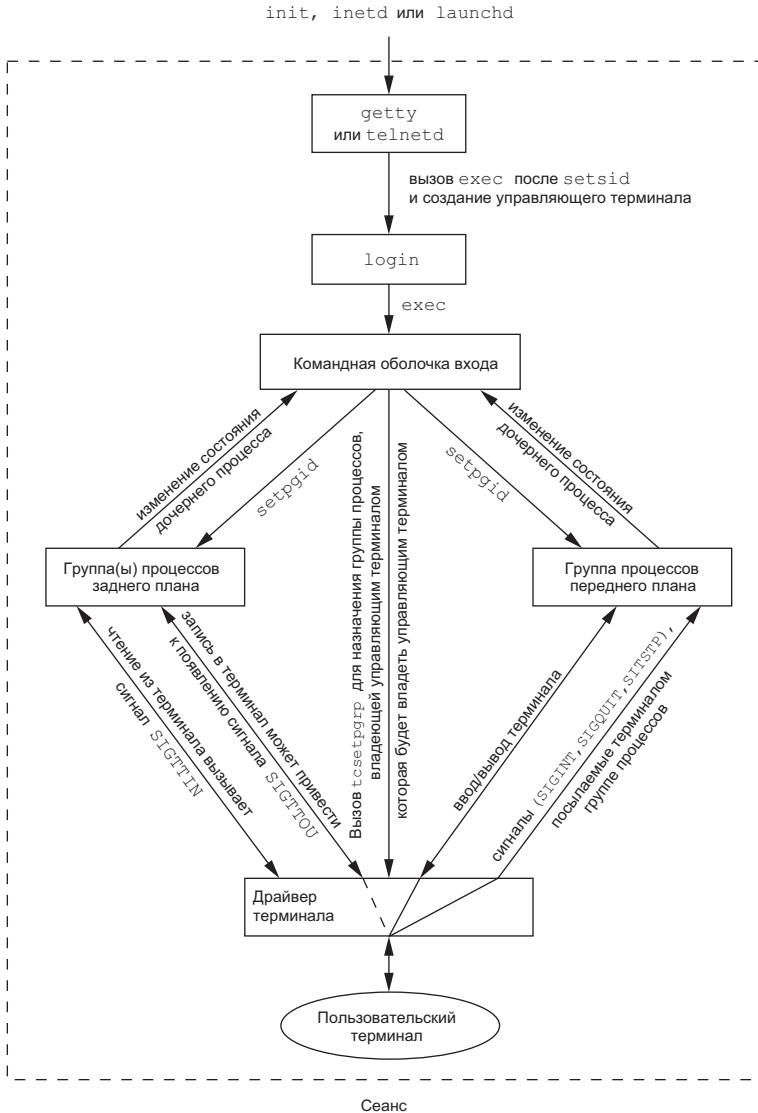 init, inetd или launchd
getty
или telnetd
вызов exec после setsid
и создание управляющего терминала
login
exec
Командная оболочка входа
изменение состояния
дочернего процесса
setpgid
Вызов tcsetpgrp для назначения группы процессов,
владеющей управляющим терминалом
которая будет владеть управляющим терминалом
setpgid
изменение состояния
дочернего процесса
Группа(ы) процессов
заднего плана
Группа процессов
переднего плана
чтение из терминала вызывает
сигнал SIGTTIN
запись в терминал может привести
к появлению сигнала SIGTTOU
ввод/вывод терминала
сигналы (SIGINT, SIGQUIT, SITSTP),
посылаемые терминалом
группе процессов
Драйвер
терминала
Пользовательский
терминал
Сеанс